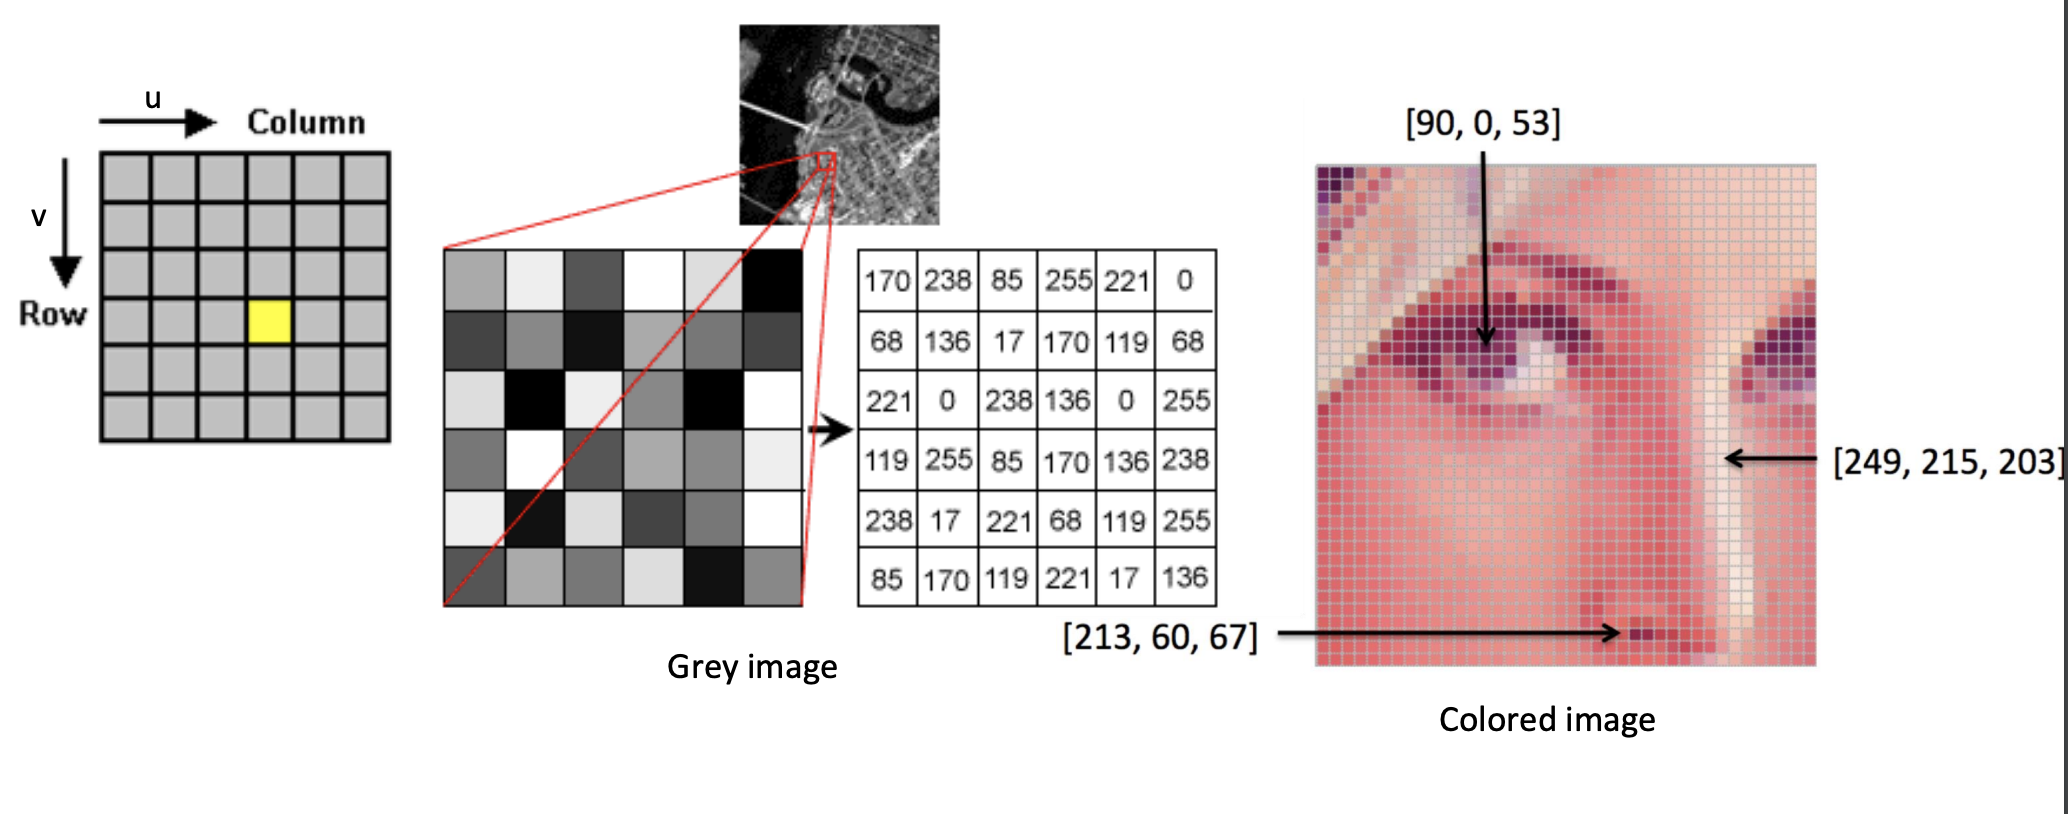 u
Column
v
Row
170 238 85 255 221 0
68 136 17 170 119 68
221 0 238 136 0 255
119 255 85 170 136 238
238 17 221 68 119 255
85 170 119 221 17 136
Grey image
[90, 0, 53]
[249, 215, 203]
[213, 60, 67]
Colored image